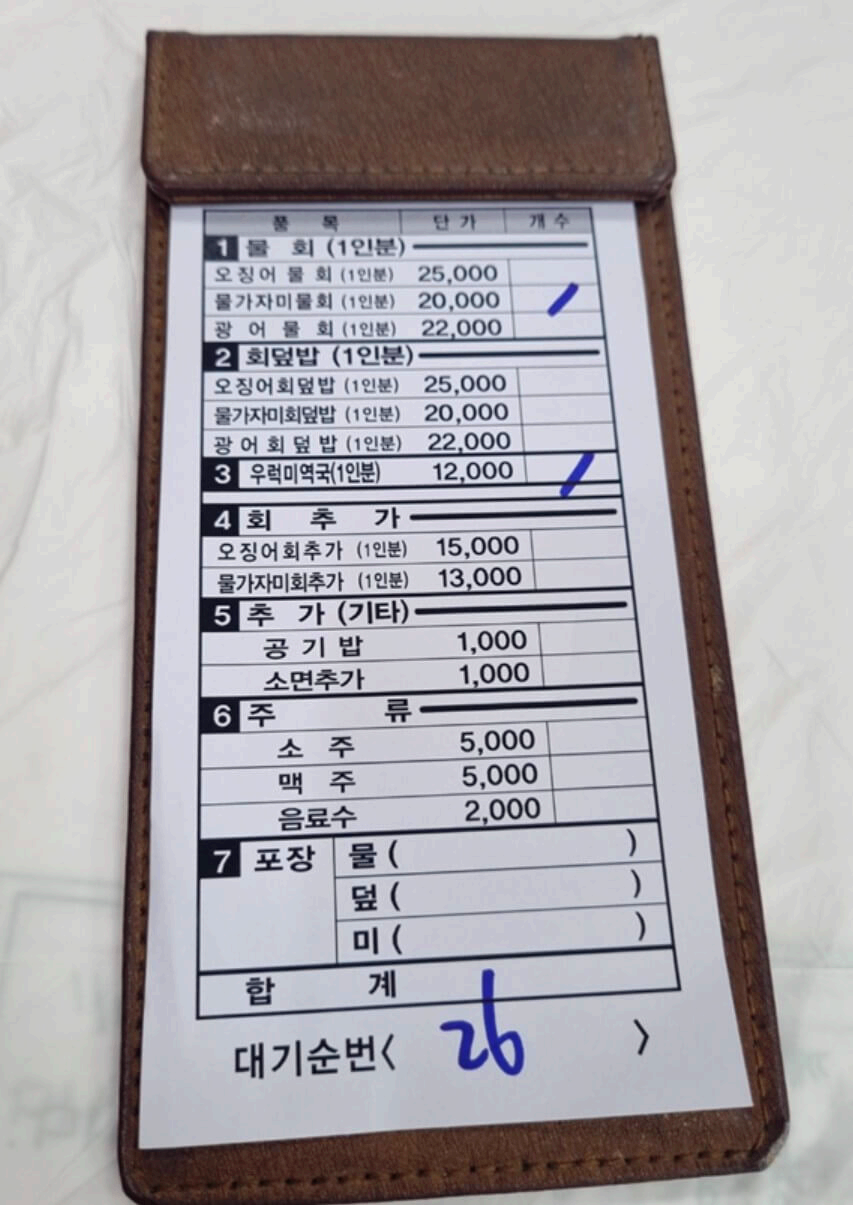 품 목 단가 개수
1 물 회 (1인분)
오징어물회 (1인분) 25,000
물가자미물회 (1인분) 20,000 /
광어물회 (1인분) 22,000
2 회덮밥 (1인분)
오징어회덮밥 (1인분) 25,000
물가자미회덮밥 (1인분) 20,000
광어회덮밥 (1인분) 22,000
3 우럭미역국(1인분) 12,000 /
4 회 추 가
오징어회추가 (1인분) 15,000
물가자미회추가 (1인분) 13,000
5 추 가 (기타)
공기밥 1,000
소면추가 1,000
6 주 류
소 주 5,000
맥 주 5,000
음료수 2,000
7 포장 물 ( )
덮 ( )
미 ( )
합 계
대기순번< 26 >